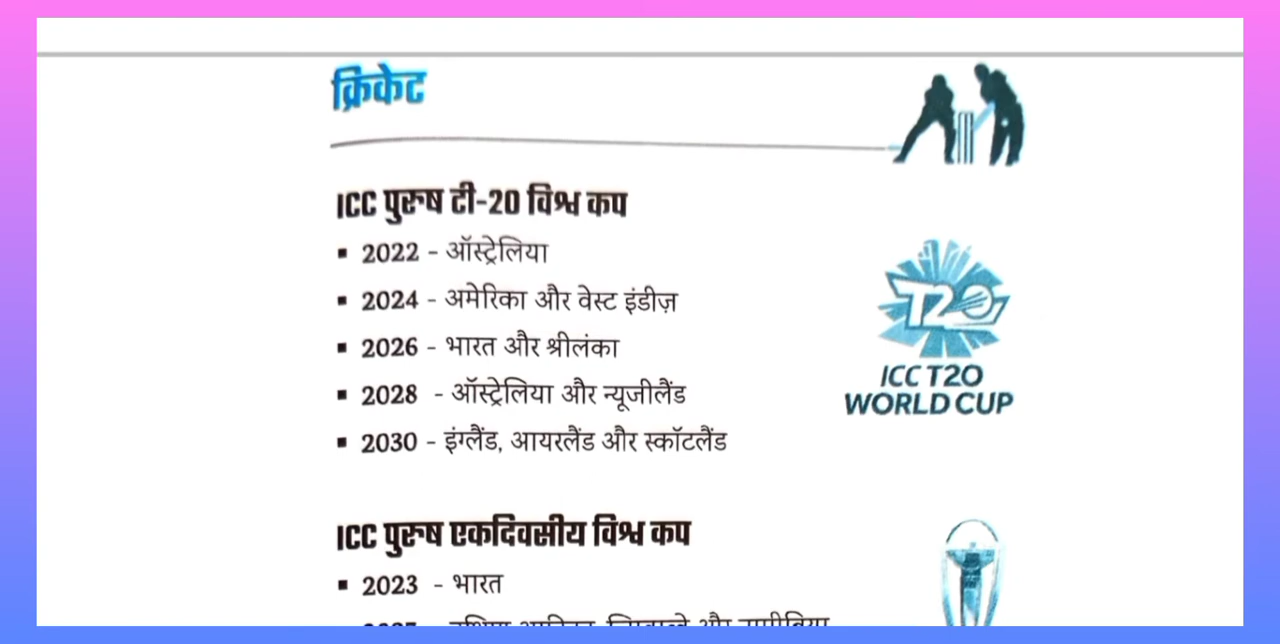 क्रिकेट
ICC पुरुष टी-20 विश्व कप
▪ 2022 - ऑस्ट्रेलिया
▪ 2024 - अमेरिका और वेस्ट इंडीज़
▪ 2026 - भारत और श्रीलंका
▪ 2028 - ऑस्ट्रेलिया और न्यूजीलैंड
▪ 2030 - इंग्लैंड, आयरलैंड और स्कॉटलैंड
T20
ICC T20
WORLD CUP
ICC पुरुष एकदिवसीय विश्व कप
▪ 2023 - भारत